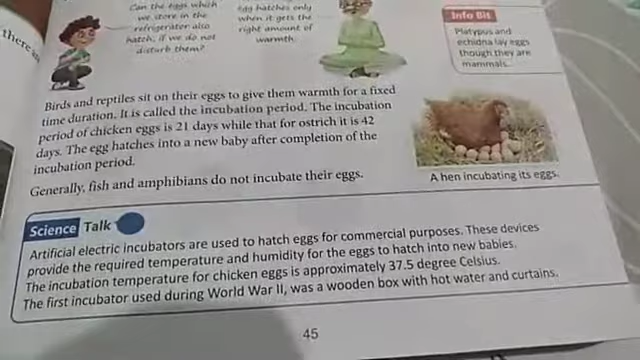 there
Can the eggs which
we store in the
refrigerator also
hatch, if we do not
disturb them?
Egg hatches only
when it gets the
right amount of
warmth.
Info Bit
Platypus and
echidna lay eggs
though they are
mammals.
Birds and reptiles sit on their eggs to give them warmth for a fixed
time duration. It is called the incubation period. The incubation
period of chicken eggs is 21 days while that for ostrich it is 42
days. The egg hatches into a new baby after completion of the
incubation period.
Generally, fish and amphibians do not incubate their eggs.
A hen incubating its eggs.
Science Talk
Artificial electric incubators are used to hatch eggs for commercial purposes. These devices
provide the required temperature and humidity for the eggs to hatch into new babies.
The incubation temperature for chicken eggs is approximately 37.5 degree Celsius.
The first incubator used during World War II, was a wooden box with hot water and curtains.
45